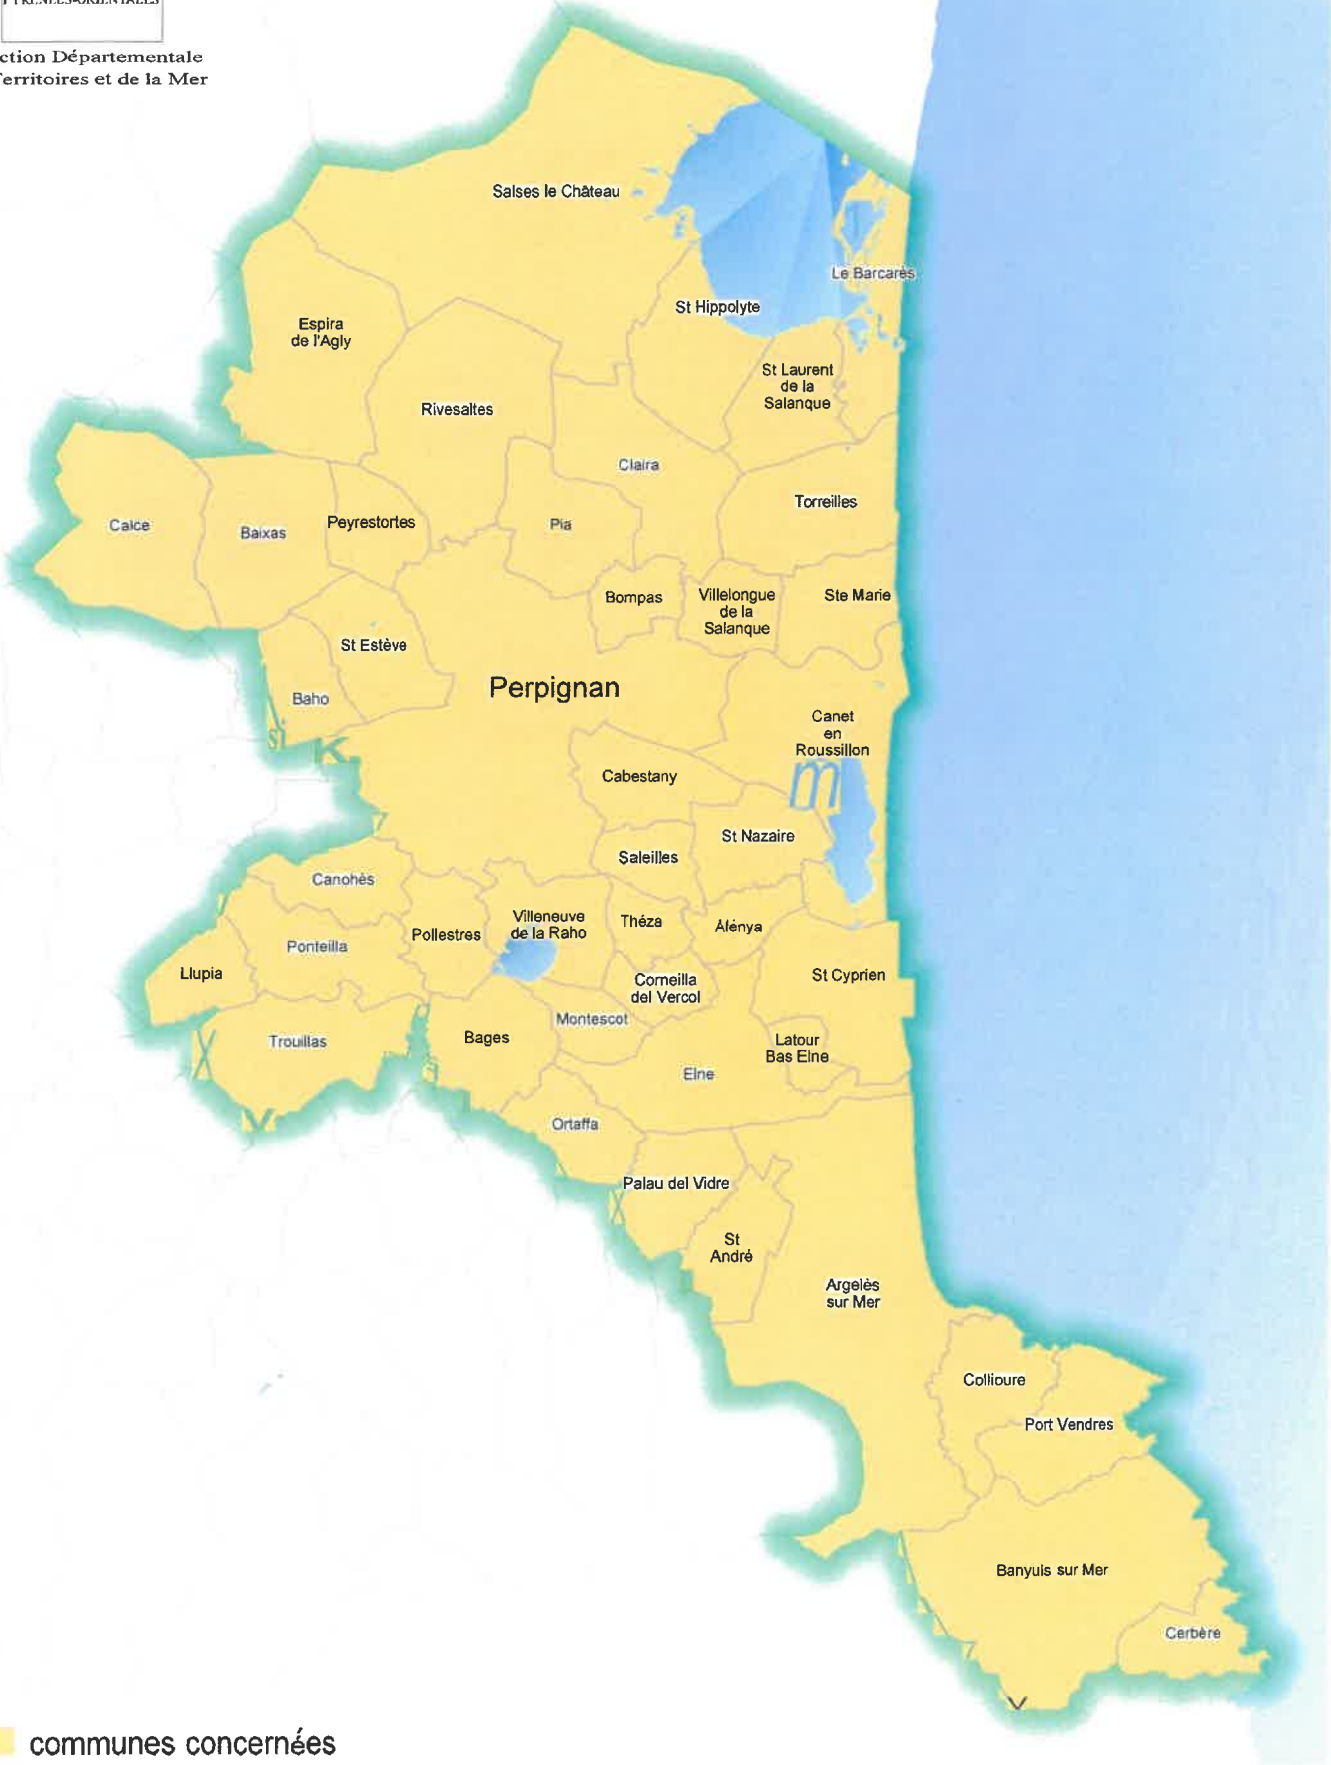 PYRENEES-ORIENTALES
ction Départementale
Territoires et de la Mer
Salses le Château
Le Barcarès
St Hippolyte
Espira
de l'Agly
St Laurent
de la
Salanque
Rivesaltes
Claira
Torreilles
Calce
Baixas
Peyrestortes
Pia
Bompas
Villelongue
de la
Salanque
Ste Marie
St Estève
Perpignan
Baho
Canet
en
Roussillon
Cabestany
St Nazaire
Saleilles
Canohès
Villeneuve
de la Raho
Théza
Alénya
Pollestres
Ponteilla
Llupia
Corneilla
del Vercol
St Cyprien
Montescot
Bages
Trouillas
Latour
Bas Elne
Elne
Ortaffa
Palau del Vidre
St
André
Argelès
sur Mer
Collioure
Port Vendres
Banyuls sur Mer
Cerbère
communes concernées